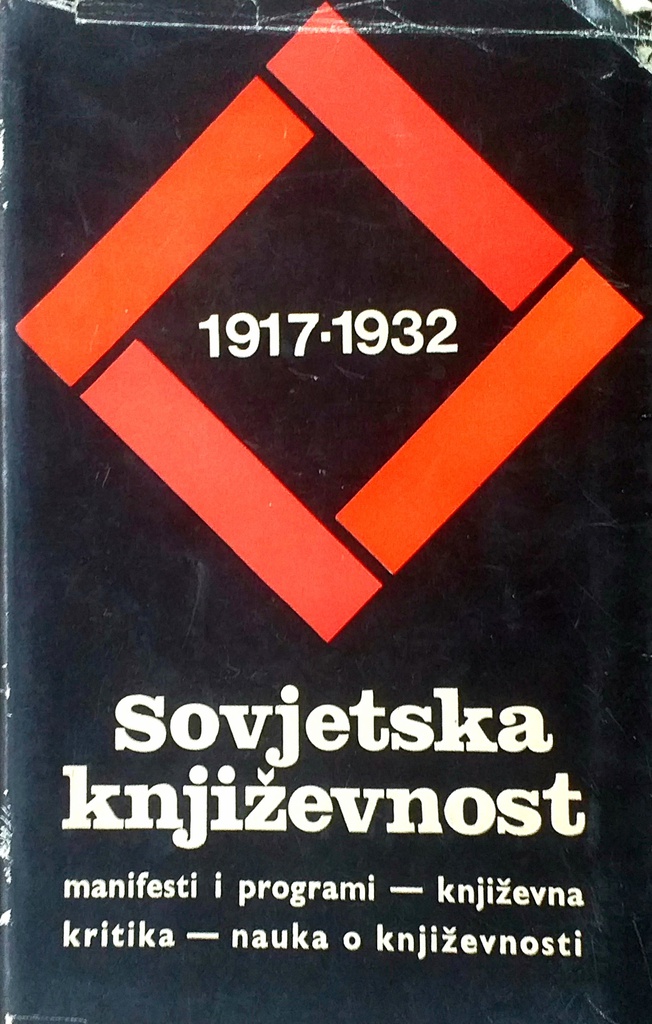 1917·1932
sovjetska
književnost
manifesti i programi — književna
kritika — nauka o književnosti